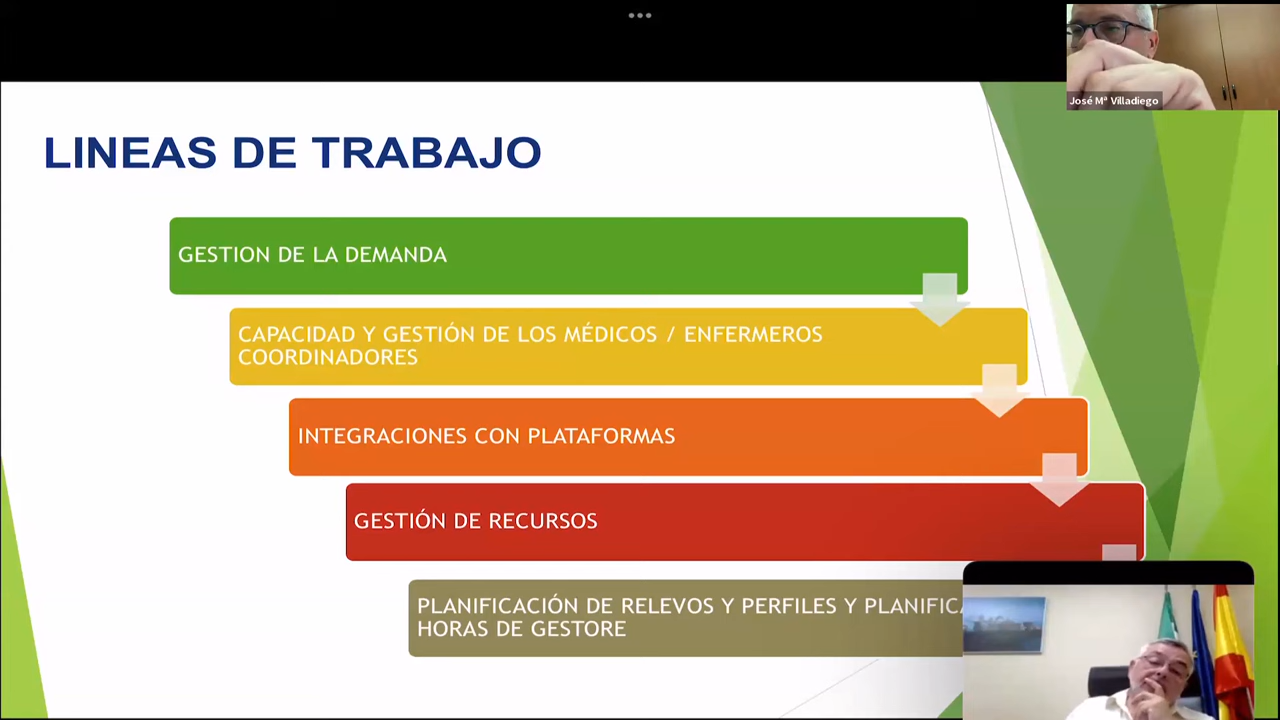 José Mª Villadiego
LINEAS DE TRABAJO
GESTION DE LA DEMANDA
CAPACIDAD Y GESTIÓN DE LOS MÉDICOS / ENFERMEROS
COORDINADORES
INTEGRACIONES CON PLATAFORMAS
GESTIÓN DE RECURSOS
PLANIFICACIÓN DE RELEVOS Y PERFILES Y
HORAS DE GESTORE